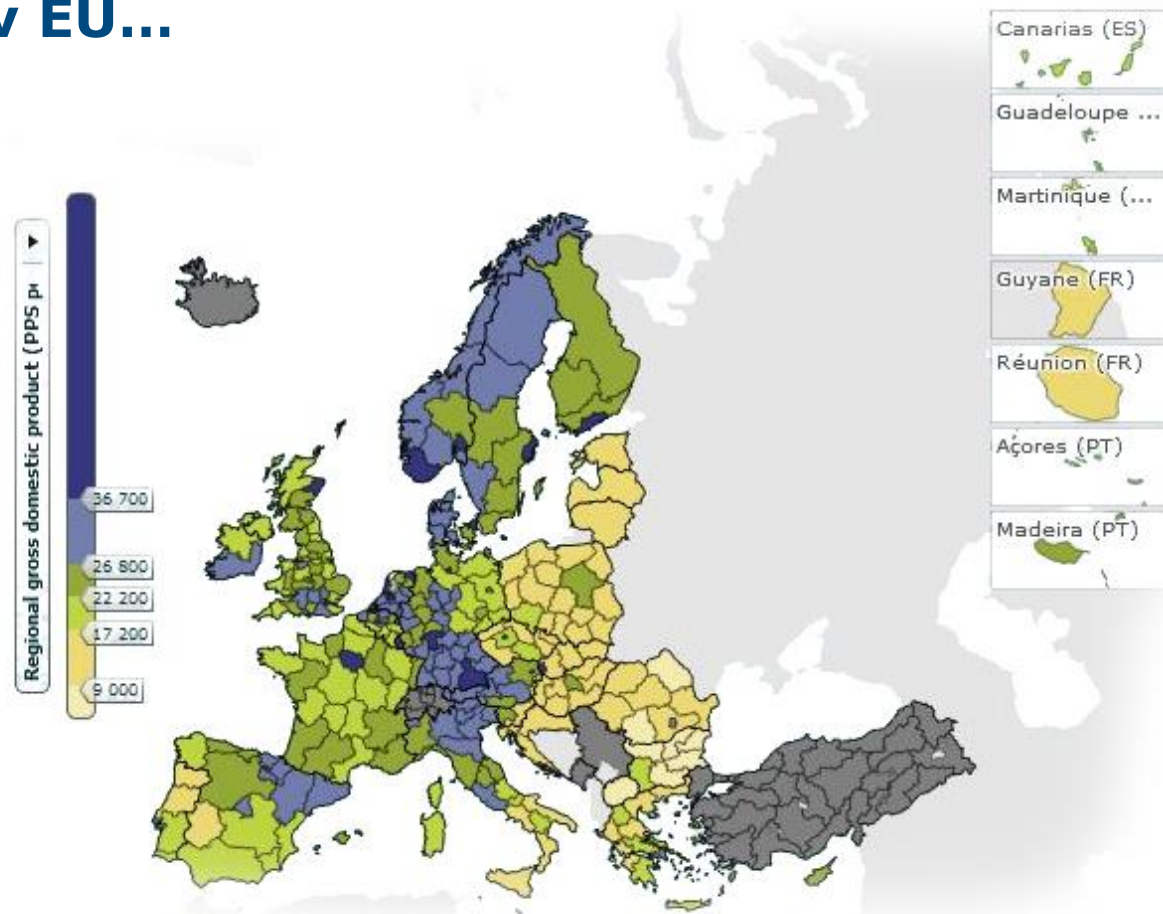 v EU...
Canarias (ES)
Guadeloupe ...
Martinique (...
Guyane (FR)
Réunion (FR)
Açores (PT)
Madeira (PT)
Regional gross domestic product (PPS pe
36 700
26 800
22 200
17 200
9 000